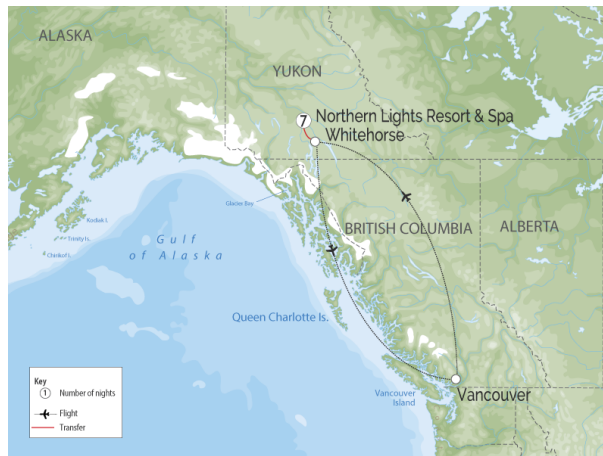 ALASKA
YUKON
7
Northern Lights Resort & Spa
Whitehorse
Glacier Bay
BRITISH COLUMBIA
ALBERTA
Kodiak I.
Trinity Is.
Chirikof I.
Gulf
of Alaska
Queen Charlotte Is.
Vancouver
Island
Vancouver
Key
1 Number of nights
Flight
Transfer